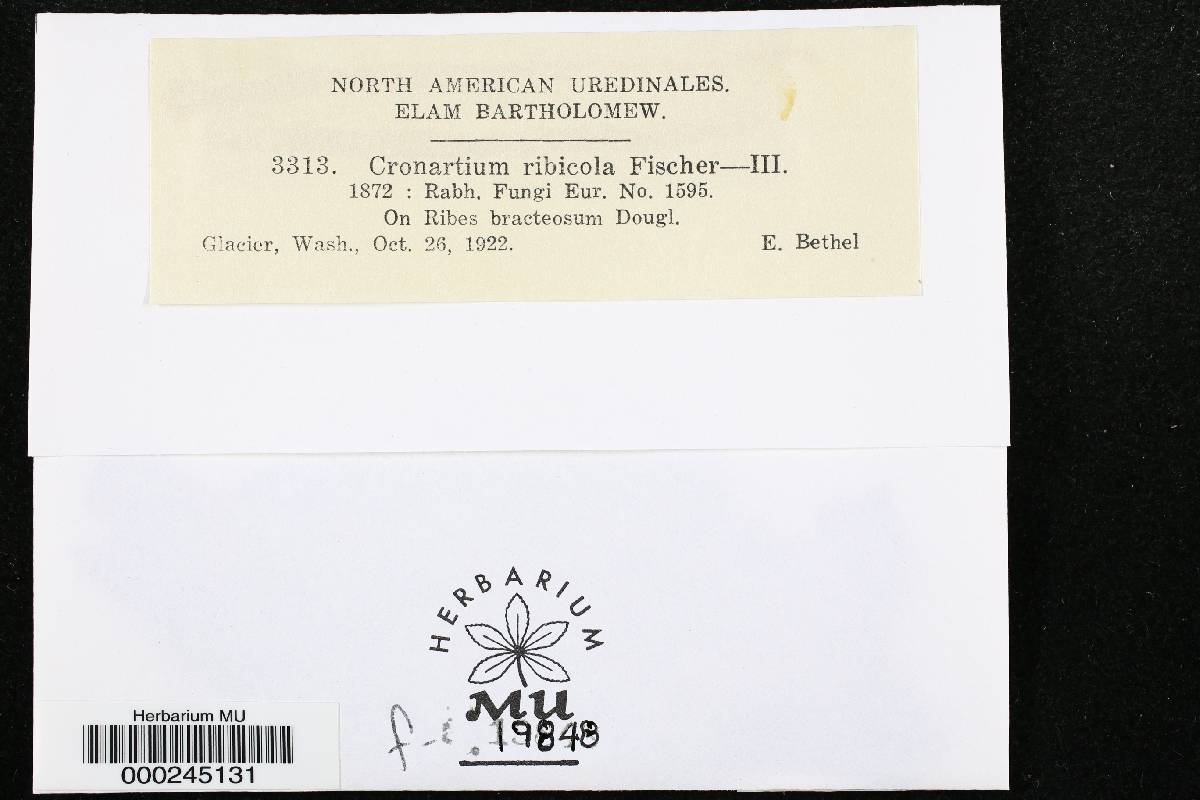 NORTH AMERICAN UREDINALES.
ELAM BARTHOLOMEW.
3313. Cronartium ribicola Fischer—III.
1872 : Rabh. Fungi Eur. No. 1595.
On Ribes bracteosum Dougl.
Glacier, Wash., Oct. 26, 1922. E. Bethel
HERBARIUM
MU
19848
Herbarium MU
000245131